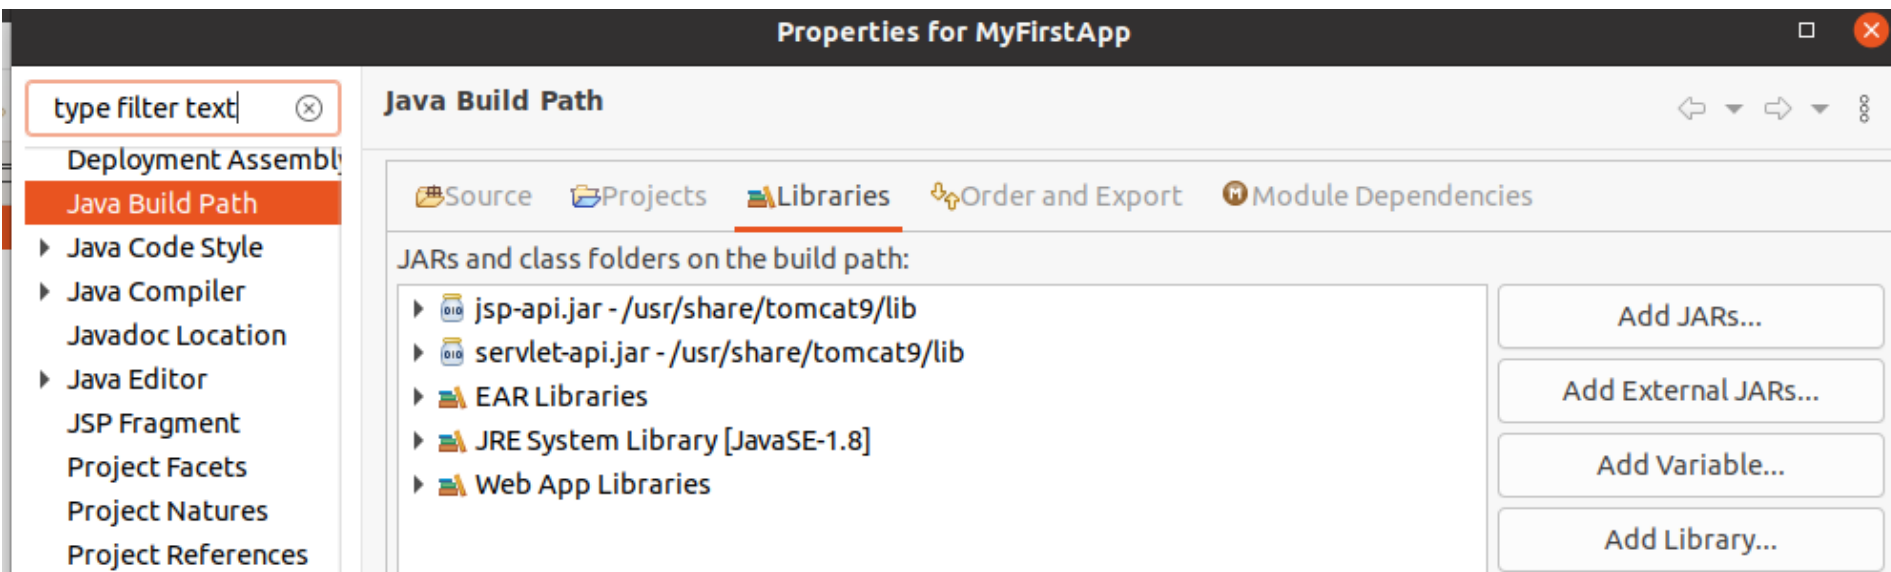 Properties for MyFirstApp
type filter text
Deployment Assembly
Java Build Path
Java Code Style
Java Compiler
Javadoc Location
Java Editor
JSP Fragment
Project Facets
Project Natures
Project References
Java Build Path
Source Projects Libraries Order and Export Module Dependencies
JARs and class folders on the build path:
jsp-api.jar - /usr/share/tomcat9/lib
servlet-api.jar - /usr/share/tomcat9/lib
EAR Libraries
JRE System Library [JavaSE-1.8]
Web App Libraries
Add JARs...
Add External JARs...
Add Variable...
Add Library...